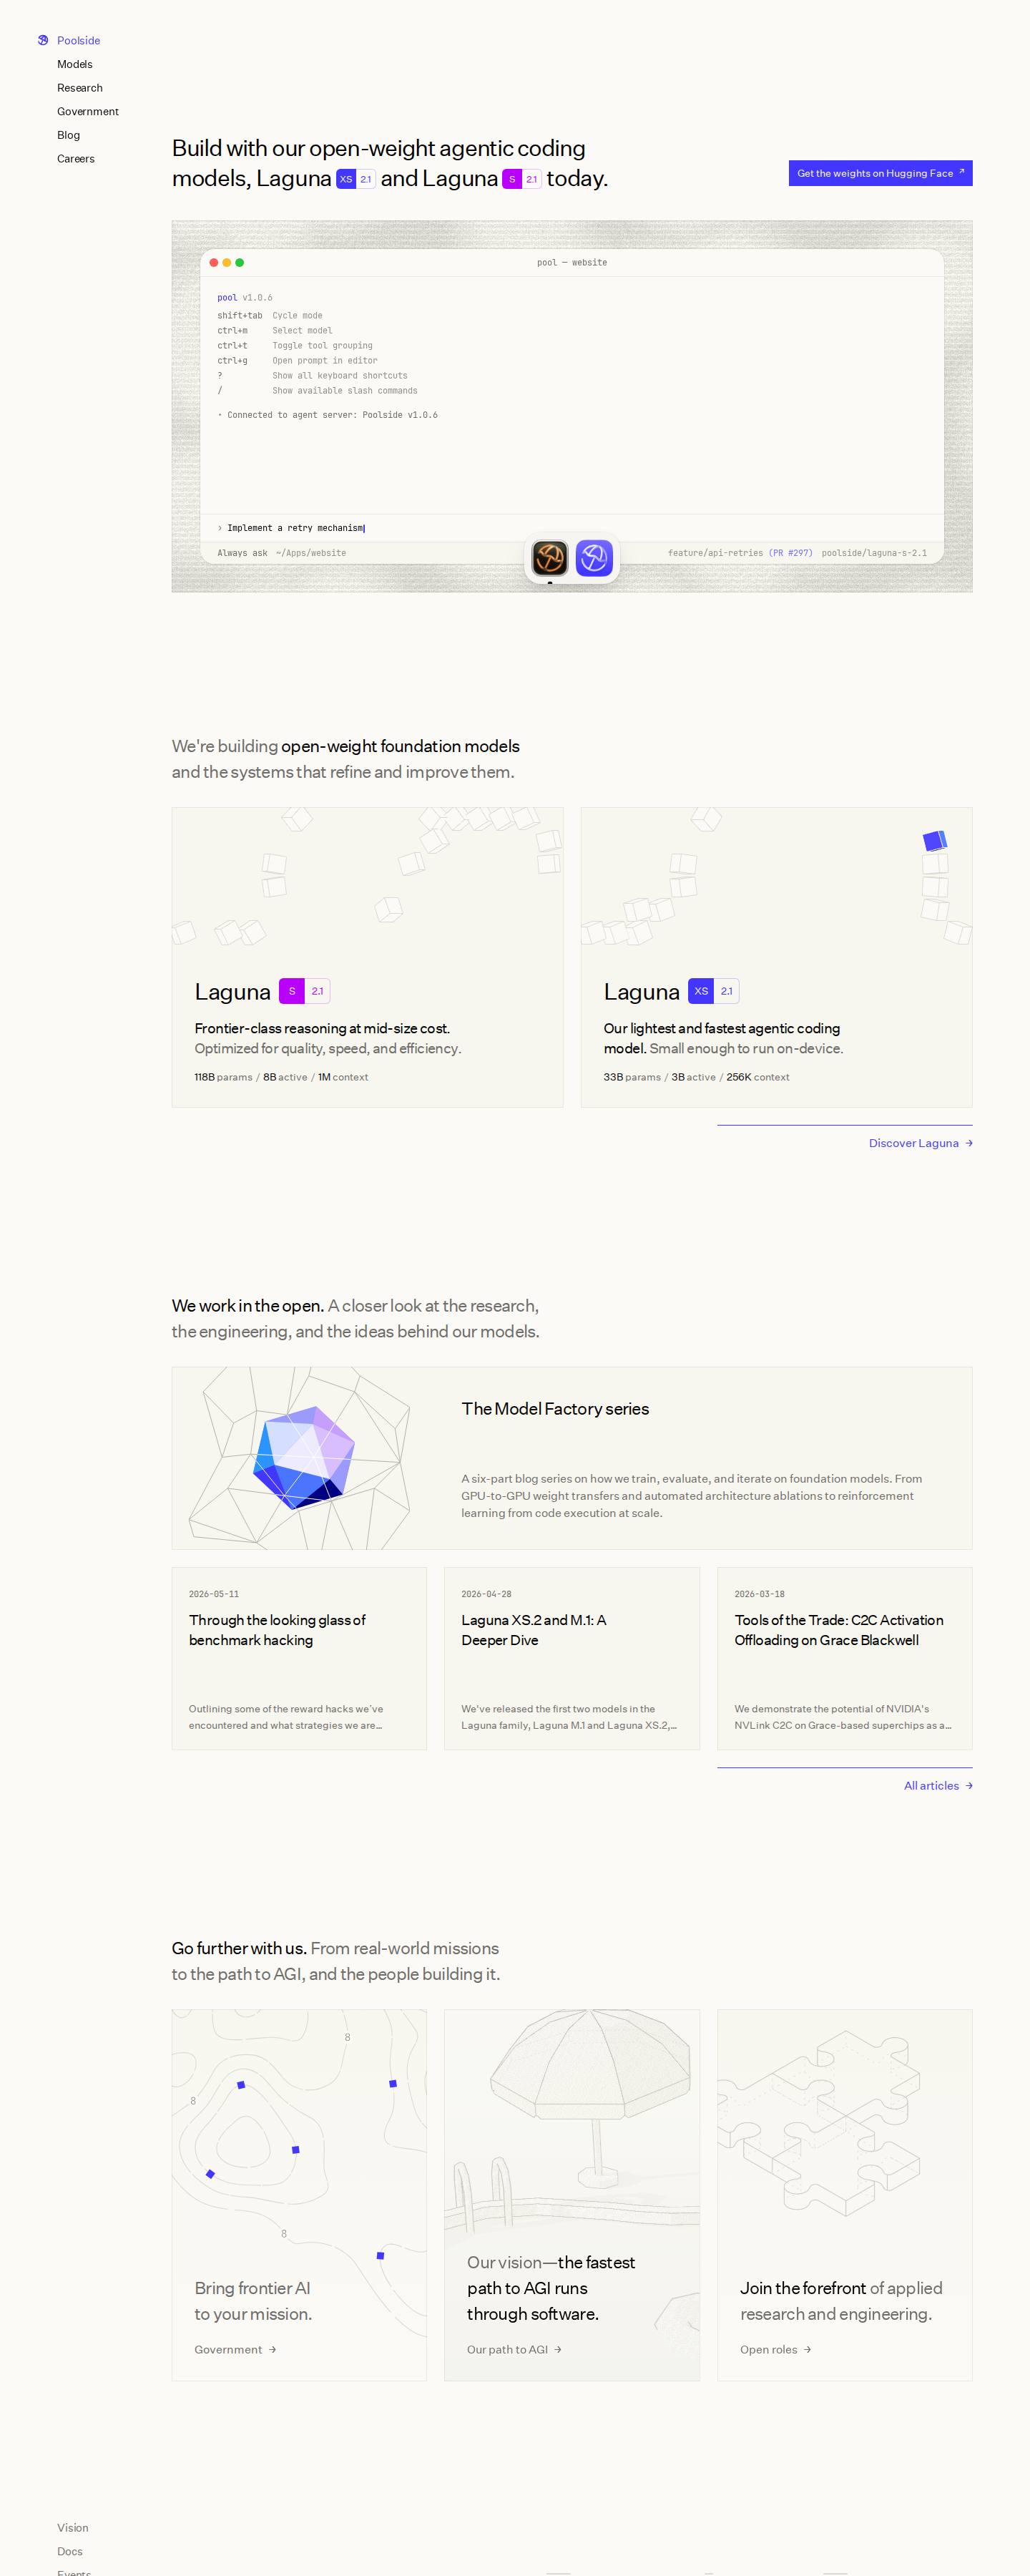 Poolside
Models
Research
Government
Blog
Careers
Build with our open-weight agentic coding
models, Laguna XS 2.1 and Laguna S 2.1 today.
Get the weights on Hugging Face ↗
pool — website
pool v1.0.6
shift+tab Cycle mode
ctrl+m Select model
ctrl+t Toggle tool grouping
ctrl+g Open prompt in editor
? Show all keyboard shortcuts
/ Show available slash commands
· Connected to agent server: Poolside v1.0.6
› Implement a retry mechanism
Always ask ~/Apps/website
feature/api-retries (PR #297) poolside/laguna-s-2.1
We're building open-weight foundation models
and the systems that refine and improve them.
Laguna S 2.1
Frontier-class reasoning at mid-size cost.
Optimized for quality, speed, and efficiency.
118B params / 8B active / 1M context
Laguna XS 2.1
Our lightest and fastest agentic coding
model. Small enough to run on-device.
33B params / 3B active / 256K context
Discover Laguna →
We work in the open. A closer look at the research,
the engineering, and the ideas behind our models.
The Model Factory series
A six-part blog series on how we train, evaluate, and iterate on foundation models. From
GPU-to-GPU weight transfers and automated architecture ablations to reinforcement
learning from code execution at scale.
2026-05-11
Through the looking glass of
benchmark hacking
Outlining some of the reward hacks we've
encountered and what strategies we are…
2026-04-28
Laguna XS.2 and M.1: A
Deeper Dive
We've released the first two models in the
Laguna family, Laguna M.1 and Laguna XS.2,…
2026-03-18
Tools of the Trade: C2C Activation
Offloading on Grace Blackwell
We demonstrate the potential of NVIDIA's
NVLink C2C on Grace-based superchips as a…
All articles →
Go further with us. From real-world missions
to the path to AGI, and the people building it.
8
8
8
Bring frontier AI
to your mission.
Government →
Our vision—the fastest
path to AGI runs
through software.
Our path to AGI →
Join the forefront of applied
research and engineering.
Open roles →
Vision
Docs
Events